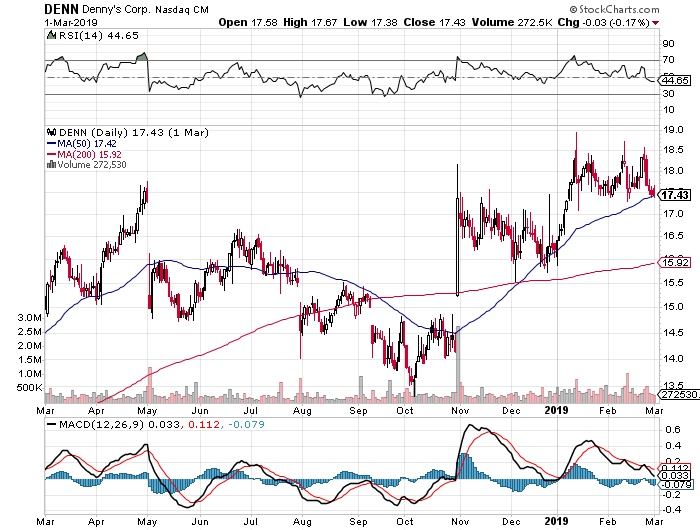 DENN Denny's Corp. Nasdaq CM
© StockCharts.com
1-Mar-2019
Open 17.58 High 17.67 Low 17.38 Close 17.43 Volume 272.5K Chg -0.03 (-0.17%)
RSI(14) 44.65
90
70
50
44.65
30
10
DENN (Daily) 17.43 (1 Mar)
MA(50) 17.42
MA(200) 15.92
Volume 272,530
19.0
18.5
18.0
17.5
17.43
17.0
16.5
16.0
15.92
15.5
15.0
14.5
14.0
13.5
3.0M
2.5M
2.0M
1.5M
1.0M
500K
272530
Mar Apr May Jun Jul Aug Sep Oct Nov Dec 2019 Feb Mar
MACD(12,26,9) 0.033, 0.112, -0.079
0.6
0.4
0.2
0.112
0.033
-0.079
-0.2
-0.4
Mar Apr May Jun Jul Aug Sep Oct Nov Dec 2019 Feb Mar